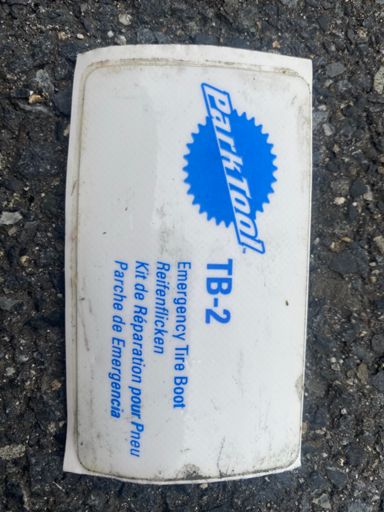 ParkTool
TB-2
Emergency Tire Boot
Reifenflicken
Kit de Réparation pour Pneu
Parche de Emergencia